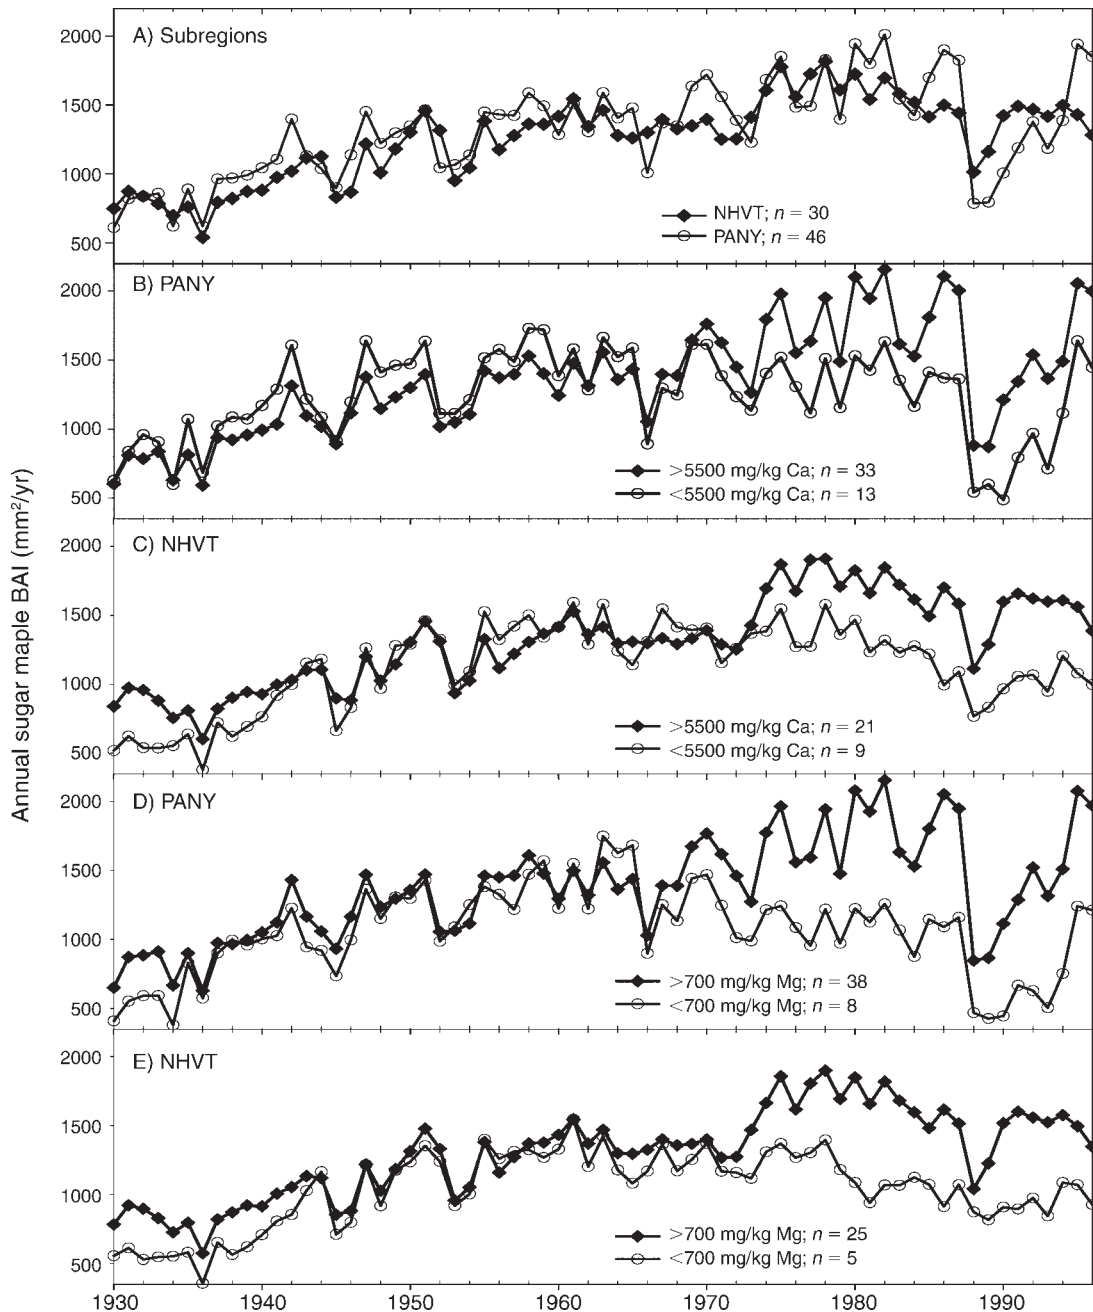 Annual sugar maple BAI (mm²/yr)
A) Subregions
2000
1500
1000
500
NHVT; n = 30
PANY; n = 46
B) PANY
2000
1500
1000
500
>5500 mg/kg Ca; n = 33
<5500 mg/kg Ca; n = 13
C) NHVT
2000
1500
1000
500
>5500 mg/kg Ca; n = 21
<5500 mg/kg Ca; n = 9
D) PANY
2000
1500
1000
500
>700 mg/kg Mg; n = 38
<700 mg/kg Mg; n = 8
E) NHVT
2000
1500
1000
500
>700 mg/kg Mg; n = 25
<700 mg/kg Mg; n = 5
1930 1940 1950 1960 1970 1980 1990